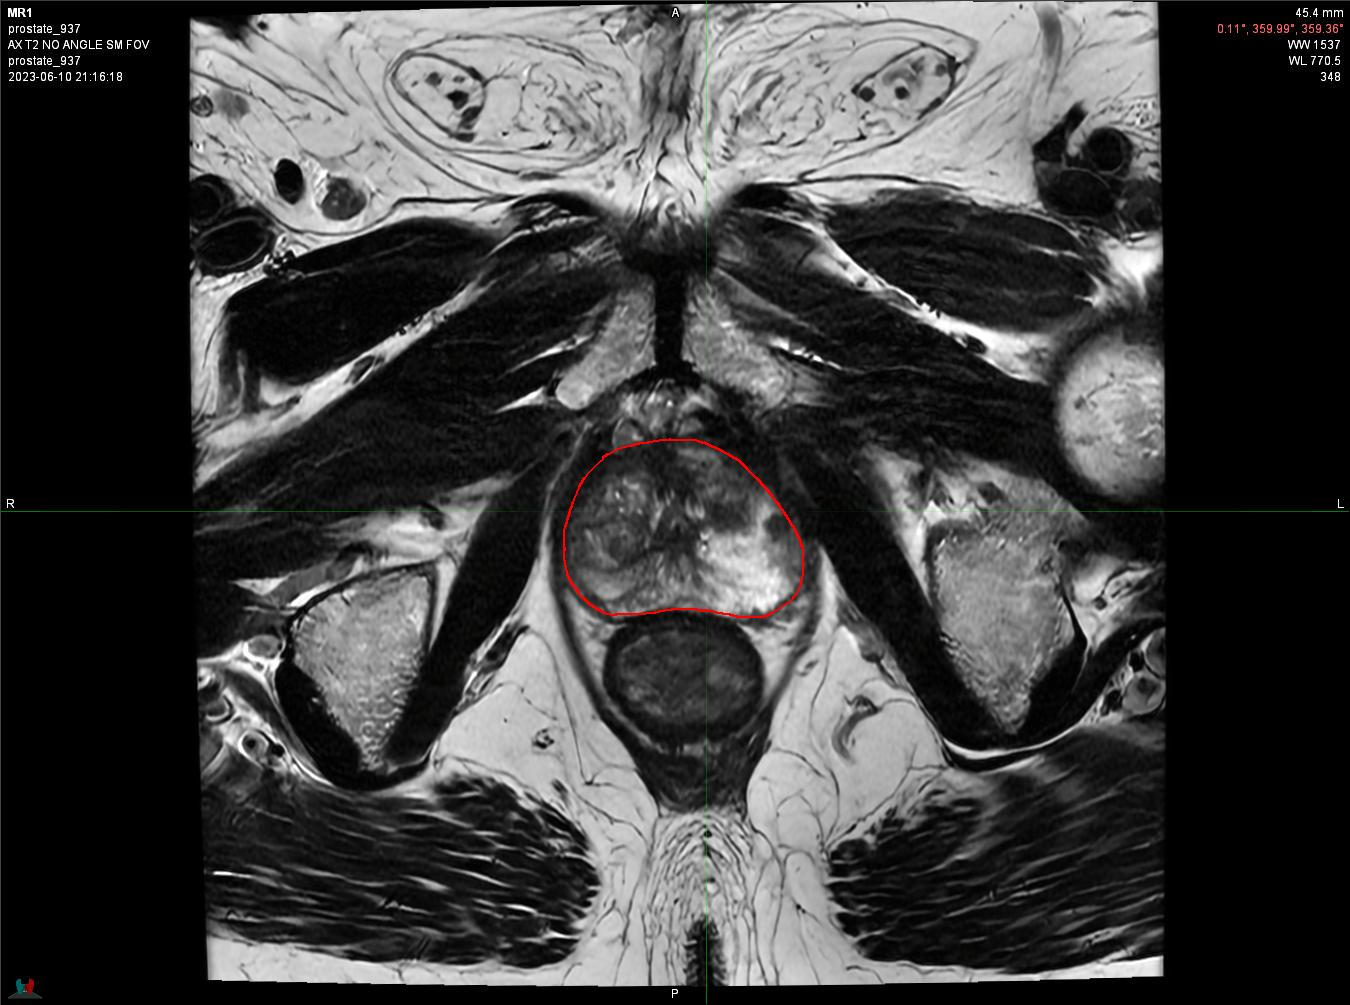 MR1
prostate_937
AX T2 NO ANGLE SM FOV
prostate_937
2023-06-10 21:16:18
A
45.4 mm
0.11°, 359.99°, 359.36°
WW 1537
WL 770.5
348
R
L
P